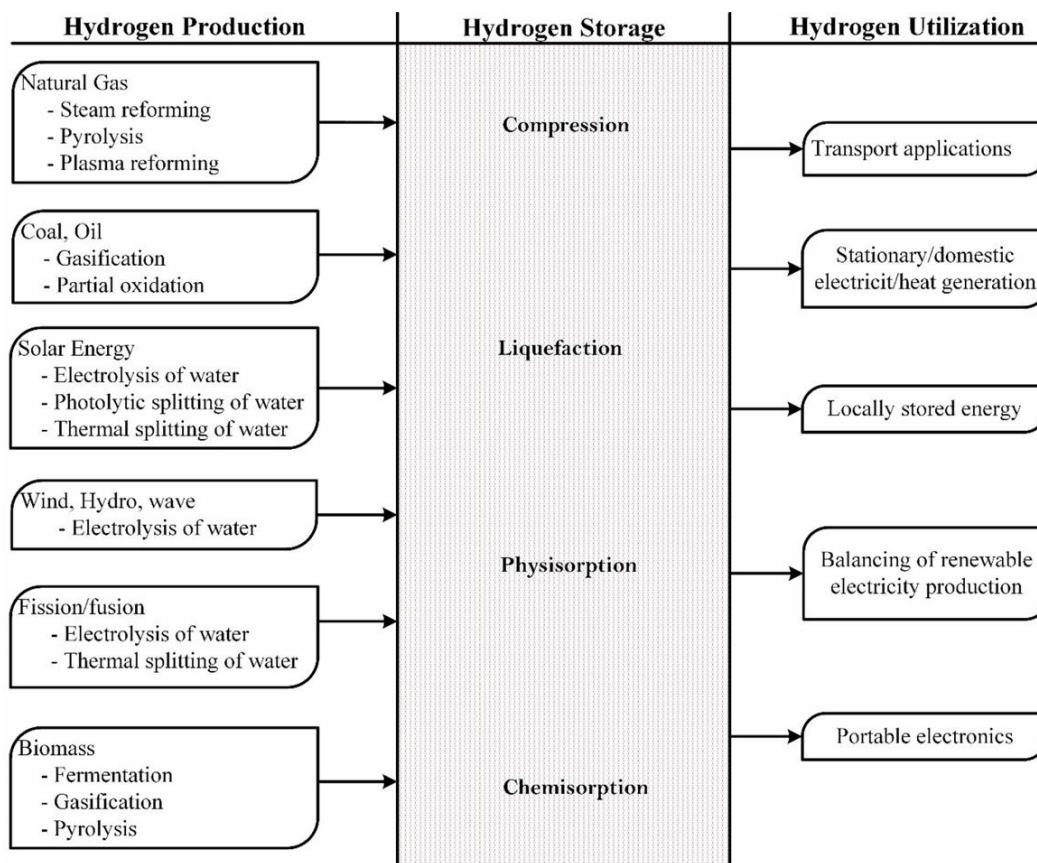 Hydrogen Production
Natural Gas
- Steam reforming
- Pyrolysis
- Plasma reforming
Coal, Oil
- Gasification
- Partial oxidation
Solar Energy
- Electrolysis of water
- Photolytic splitting of water
- Thermal splitting of water
Wind, Hydro, wave
- Electrolysis of water
Fission/fusion
- Electrolysis of water
- Thermal splitting of water
Biomass
- Fermentation
- Gasification
- Pyrolysis
Hydrogen Storage
Compression
Liquefaction
Physisorption
Chemisorption
Hydrogen Utilization
Transport applications
Stationary/domestic
electricit/heat generation
Locally stored energy
Balancing of renewable
electricity production
Portable electronics